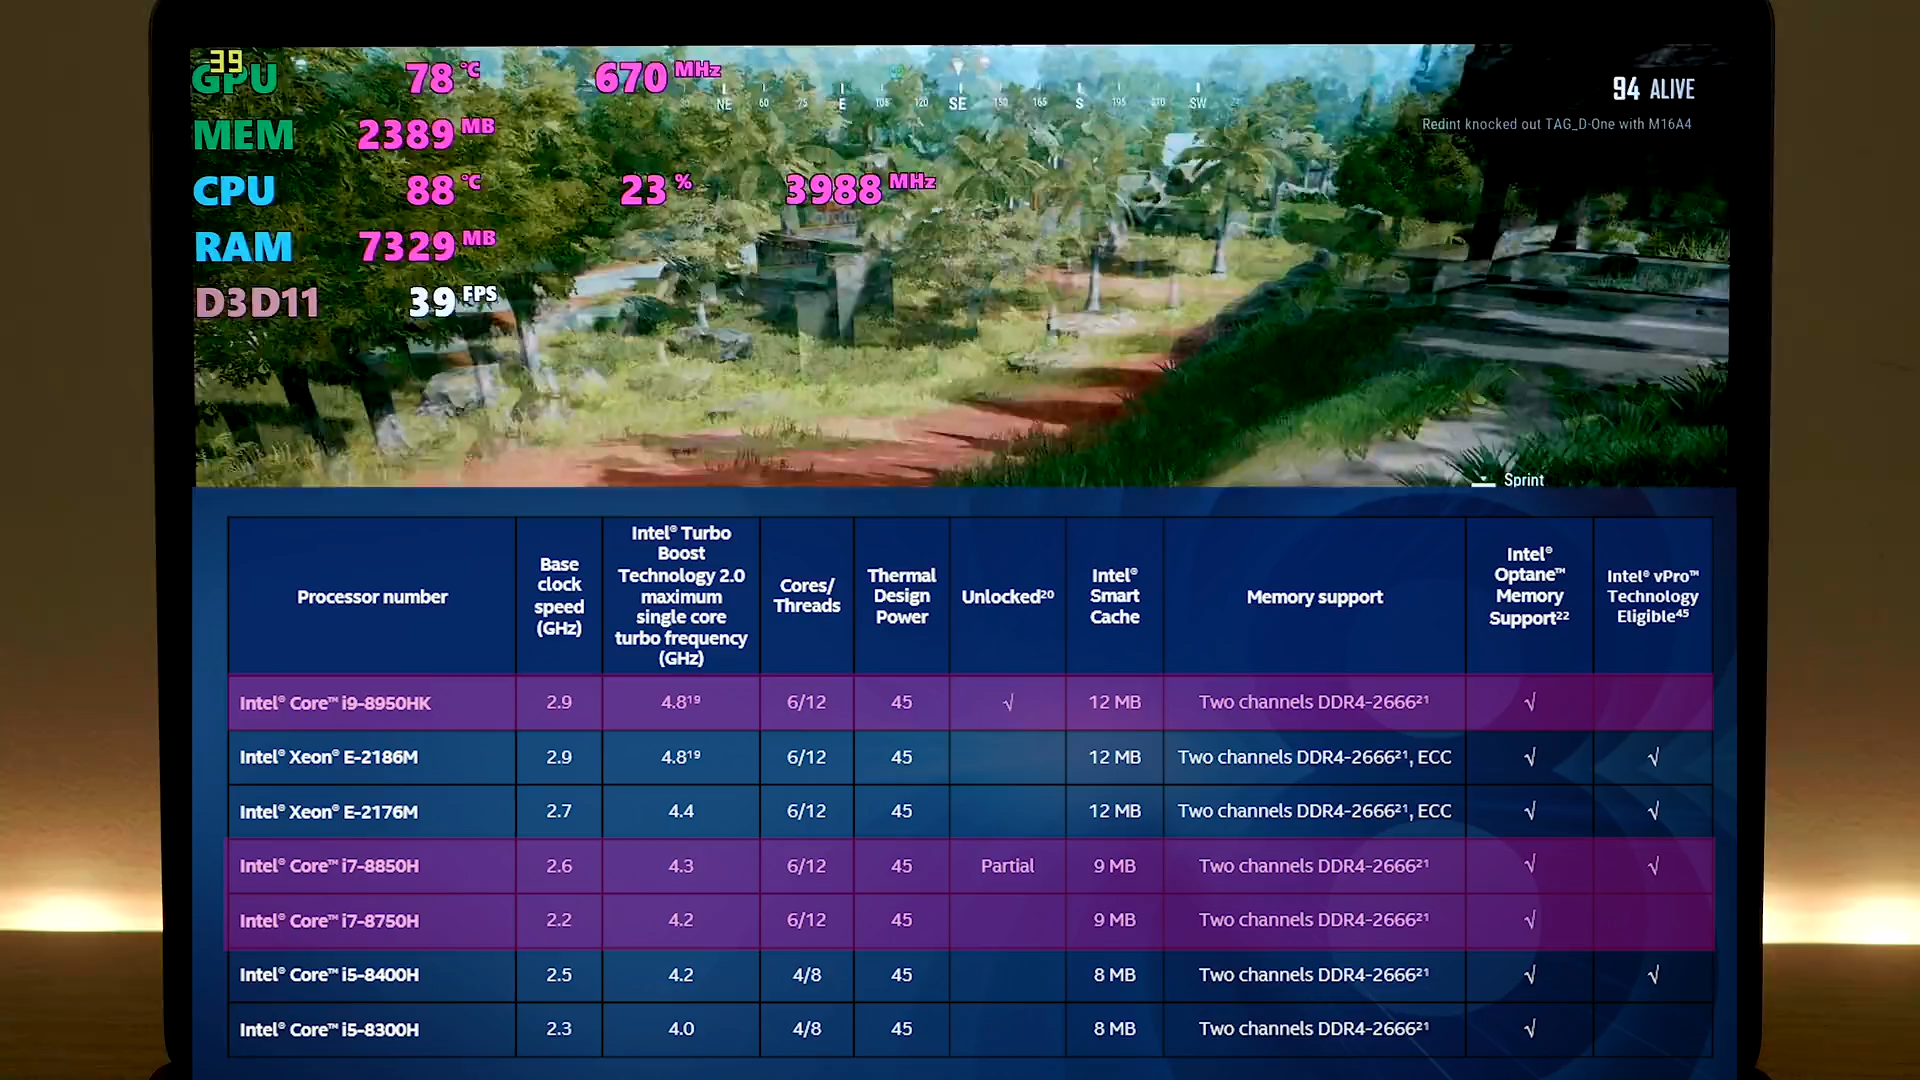 39
GPU 78 °C 670 MHz
MEM 2389 MB
CPU 88 °C 23 % 3988 MHz
RAM 7329 MB
D3D11 39 FPS
NE 60 75 E 105 120 SE 150 165 S 195 210 SW
94 ALIVE
Redint knocked out TAG_D-One with M16A4
Sprint
Processor number
Base
clock
speed
(GHz)
Intel® Turbo
Boost
Technology 2.0
maximum
single core
turbo frequency
(GHz)
Cores/
Threads
Thermal
Design
Power
Unlocked²⁰
Intel®
Smart
Cache
Memory support
Intel®
Optane™
Memory
Support²²
Intel® vPro™
Technology
Eligible⁴⁵
Intel® Core™ i9-8950HK 2.9 4.8¹⁹ 6/12 45 √ 12 MB Two channels DDR4-2666²¹ √
Intel® Xeon® E-2186M 2.9 4.8¹⁹ 6/12 45 12 MB Two channels DDR4-2666²¹, ECC √ √
Intel® Xeon® E-2176M 2.7 4.4 6/12 45 12 MB Two channels DDR4-2666²¹, ECC √ √
Intel® Core™ i7-8850H 2.6 4.3 6/12 45 Partial 9 MB Two channels DDR4-2666²¹ √ √
Intel® Core™ i7-8750H 2.2 4.2 6/12 45 9 MB Two channels DDR4-2666²¹ √
Intel® Core™ i5-8400H 2.5 4.2 4/8 45 8 MB Two channels DDR4-2666²¹ √ √
Intel® Core™ i5-8300H 2.3 4.0 4/8 45 8 MB Two channels DDR4-2666²¹ √